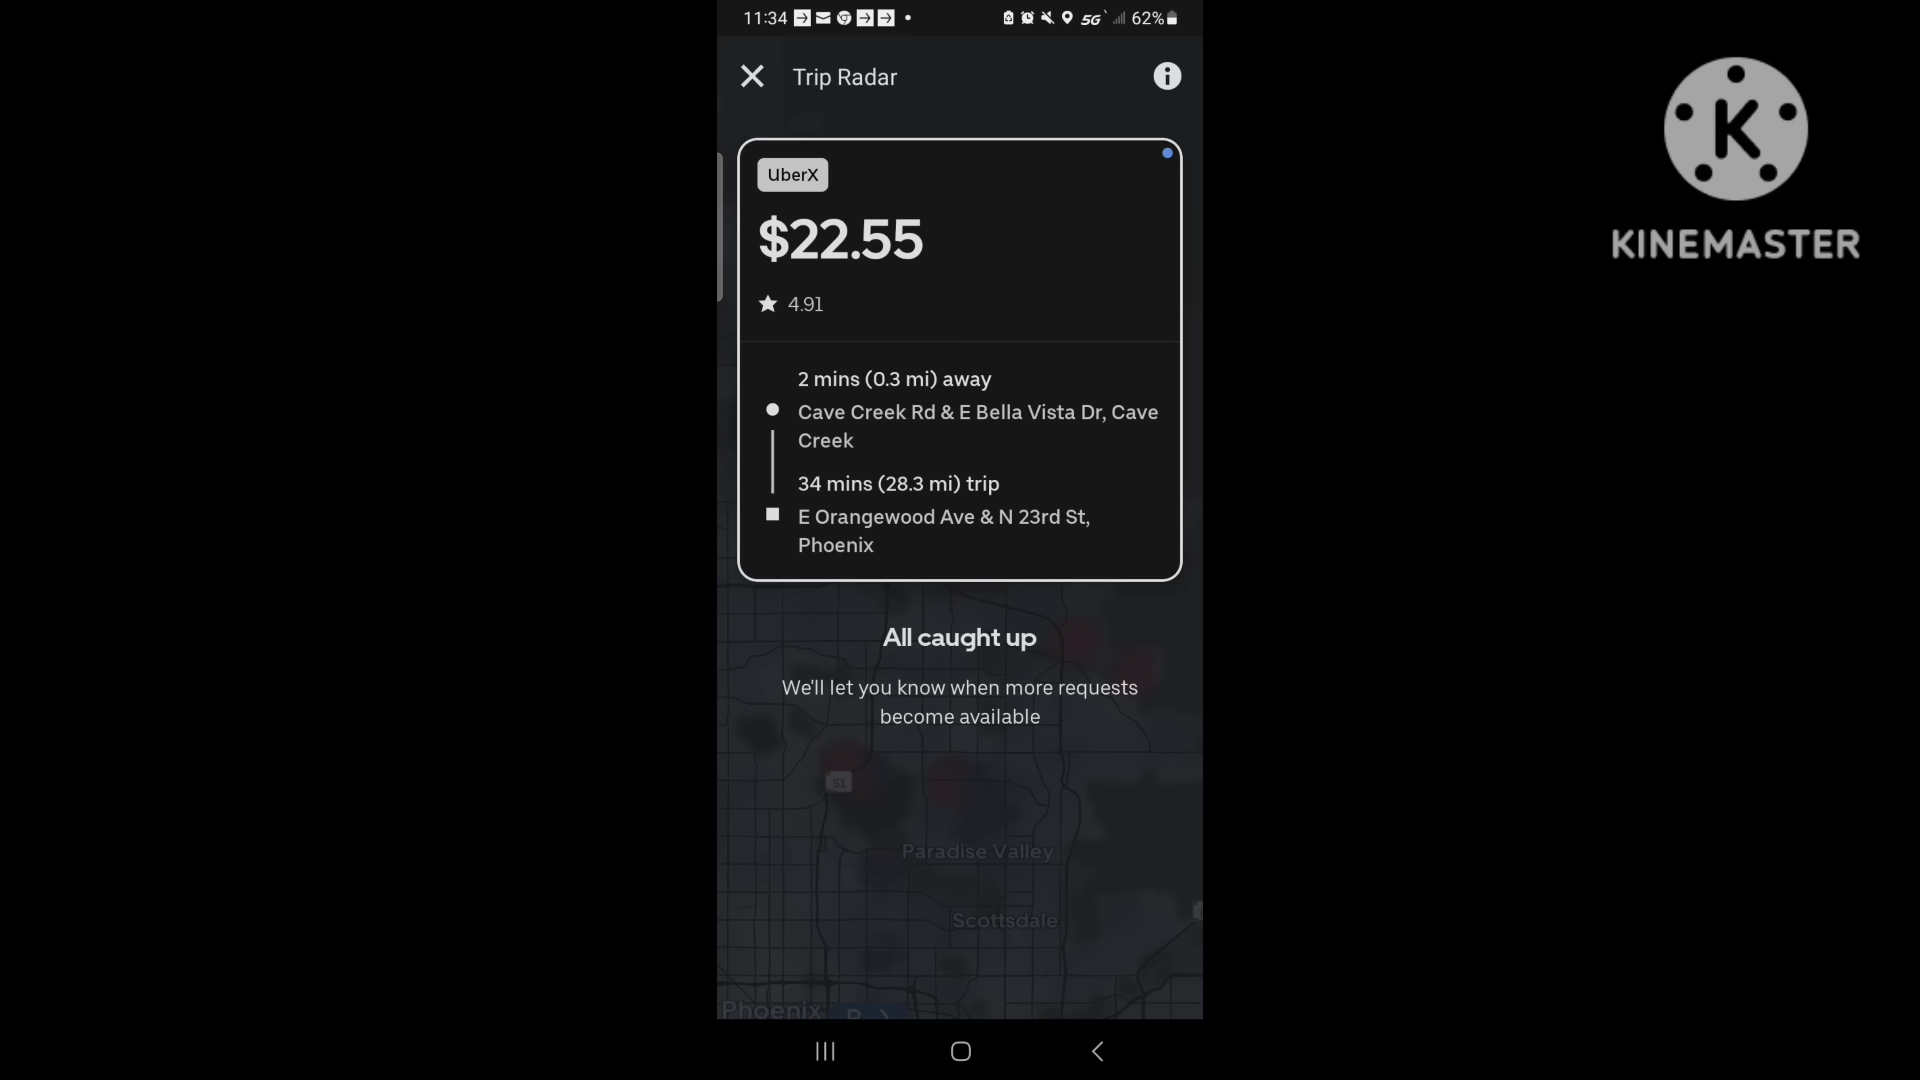 11:34
5G
62%
Trip Radar
UberX
$22.55
4.91
2 mins (0.3 mi) away
Cave Creek Rd & E Bella Vista Dr, Cave
Creek
34 mins (28.3 mi) trip
E Orangewood Ave & N 23rd St,
Phoenix
All caught up
We'll let you know when more requests
become available
51
Paradise Valley
Scottsdale
Phoenix
K
KINEMASTER